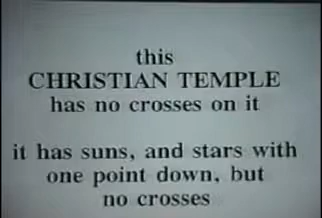 this
CHRISTIAN TEMPLE
has no crosses on it
it has suns, and stars with
one point down, but
no crosses